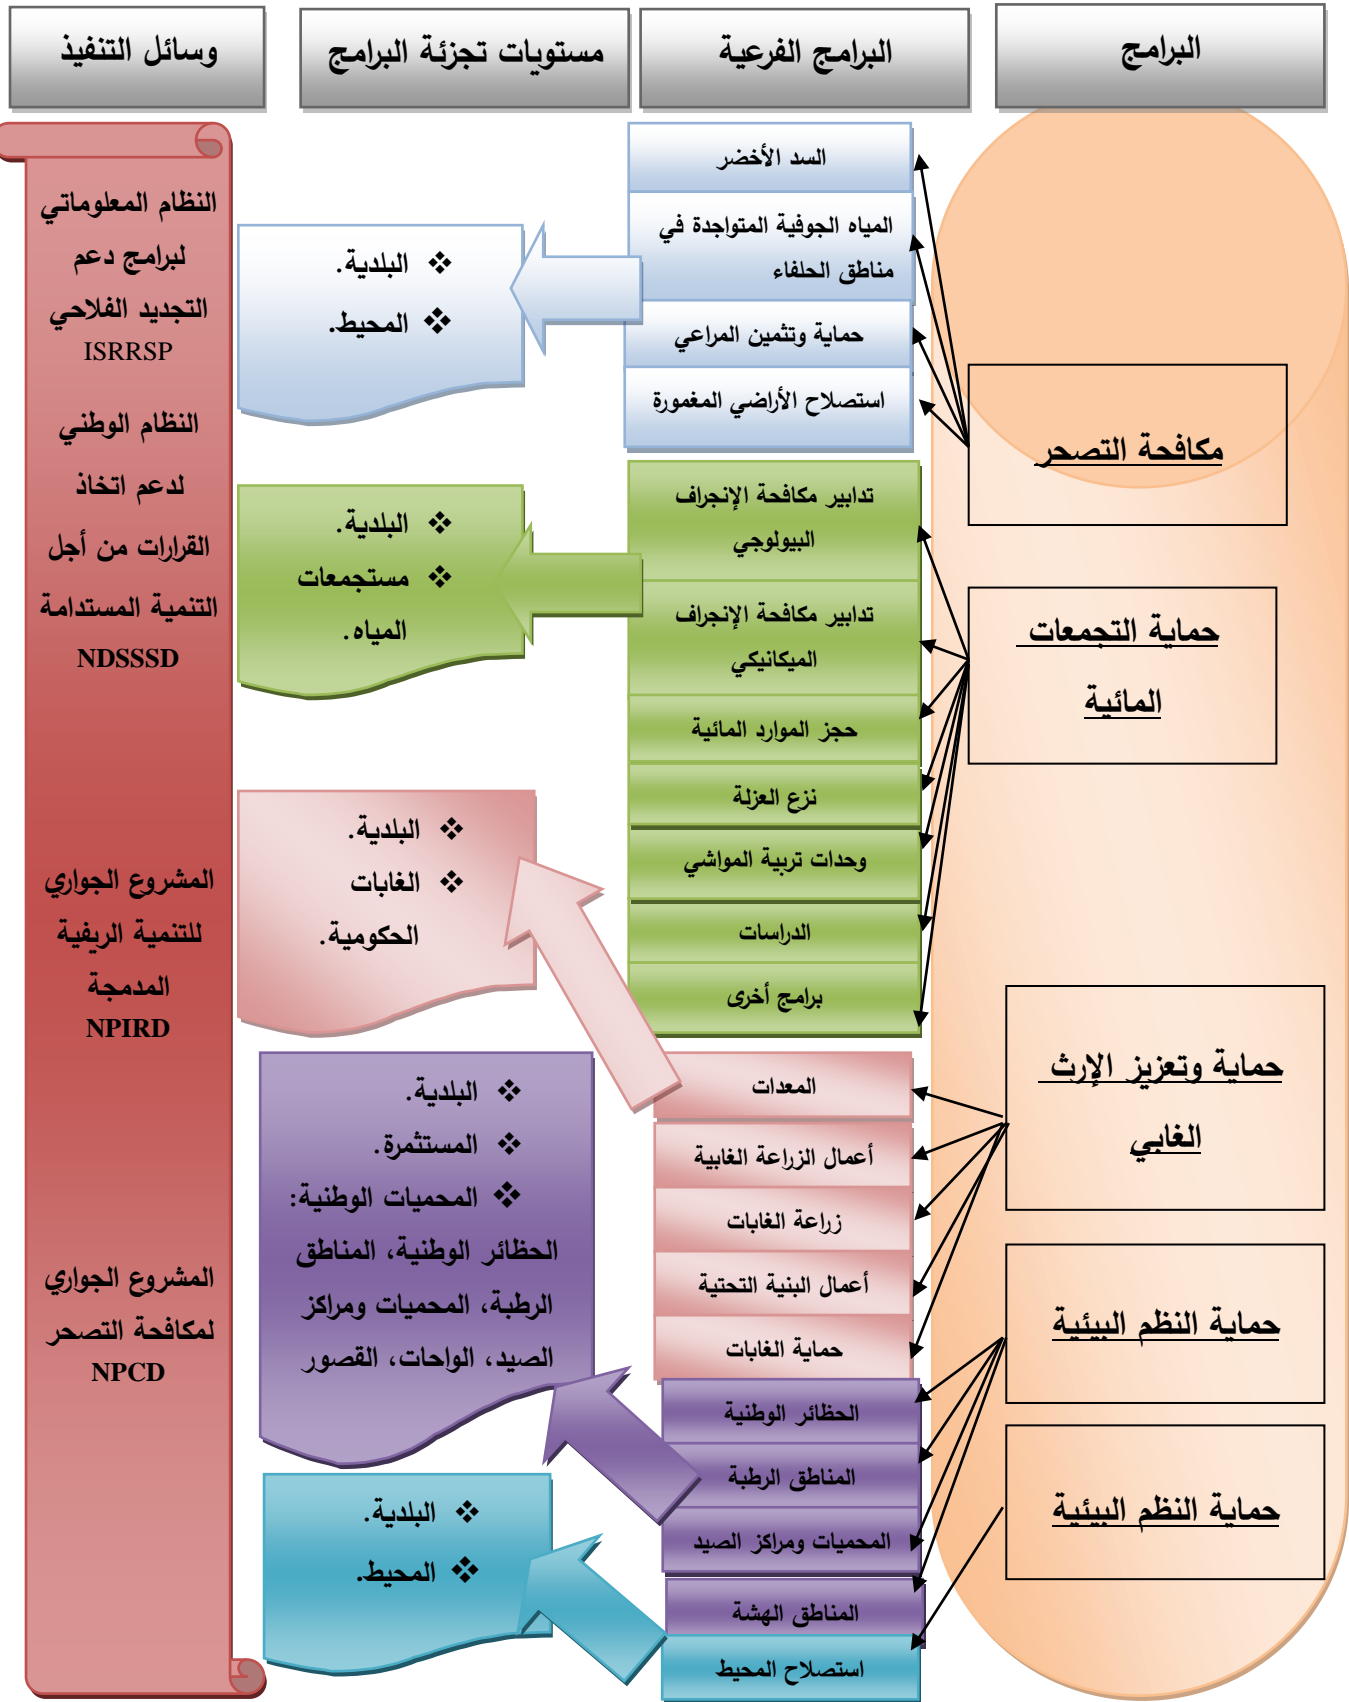 البرامج
البرامج الفرعية
مستويات تجزئة البرامج
وسائل التنفيذ
مكافحة التصحر
حماية التجمعات
المائية
حماية وتعزيز الإرث
الغابي
حماية النظم البيئية
حماية النظم البيئية
السد الأخضر
المياه الجوفية المتواجدة في
مناطق الحلفاء
حماية وتثمين المراعي
استصلاح الأراضي المغمورة
تدابير مكافحة الإنجراف
البيولوجي
تدابير مكافحة الإنجراف
الميكانيكي
حجز الموارد المائية
نزع العزلة
وحدات تربية المواشي
الدراسات
برامج أخرى
المعدات
أعمال الزراعة الغابية
زراعة الغابات
أعمال البنية التحتية
حماية الغابات
الحظائر الوطنية
المناطق الرطبة
المحميات ومراكز الصيد
المناطق الهشة
استصلاح المحيط
❖ البلدية.
❖ المحيط.
❖ البلدية.
❖ مستجمعات
المياه.
❖ البلدية.
❖ الغابات
الحكومية.
❖ البلدية.
❖ المستثمرة.
❖ المحميات الوطنية:
الحظائر الوطنية، المناطق
الرطبة، المحميات ومراكز
الصيد، الواحات، القصور
❖ البلدية.
❖ المحيط.
النظام المعلوماتي
لبرامج دعم
التجديد الفلاحي
ISRRSP
النظام الوطني
لدعم اتخاذ
القرارات من أجل
التنمية المستدامة
NDSSSD
المشروع الجواري
للتنمية الريفية
المدمجة
NPIRD
المشروع الجواري
لمكافحة التصحر
NPCD